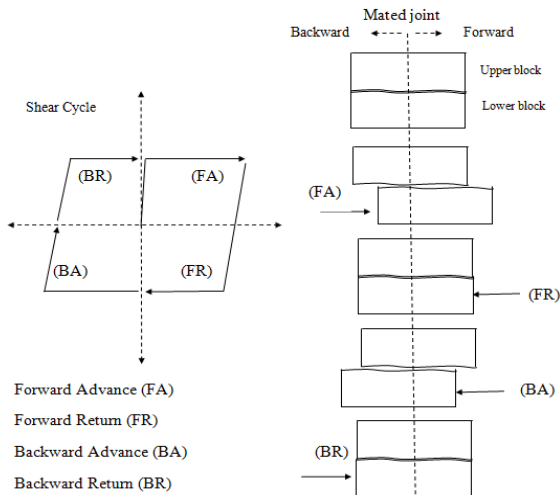 Mated joint
Backward
Forward
Upper block
Lower block
Shear Cycle
(BR)
(FA)
(BA)
(FR)
(FA)
(FR)
(BA)
(BR)
Forward Advance (FA)
Forward Return (FR)
Backward Advance (BA)
Backward Return (BR)